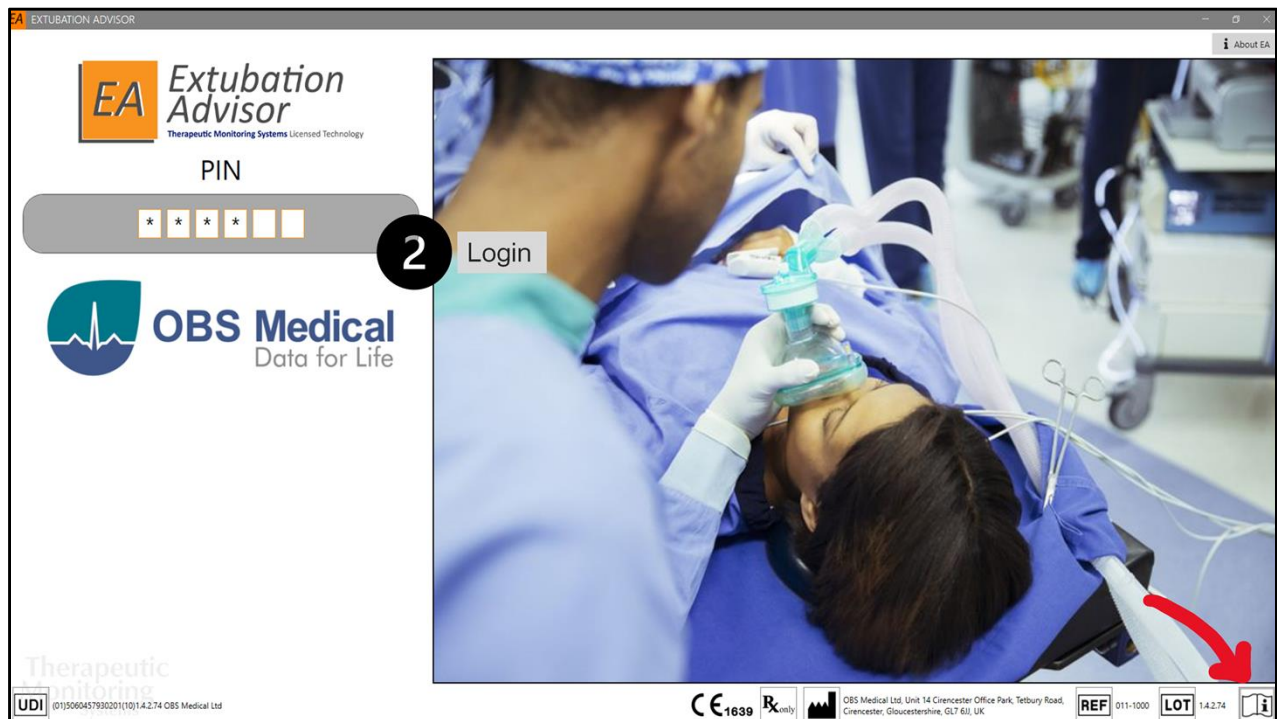 EA EXTUBATION ADVISOR
i About EA
EA Extubation
Advisor
Therapeutic Monitoring Systems Licensed Technology
PIN
* * * *
2 Login
OBS Medical
Data for Life
Therapeutic
Monitoring
Systems
UDI (01)5060457930201(10)1.4.2.74 OBS Medical Ltd
CE 1639
Rx only
OBS Medical Ltd, Unit 14 Cirencester Office Park, Tetbury Road,
Cirencester, Gloucestershire, GL7 6JJ, UK
REF 011-1000
LOT 1.4.2.74
i